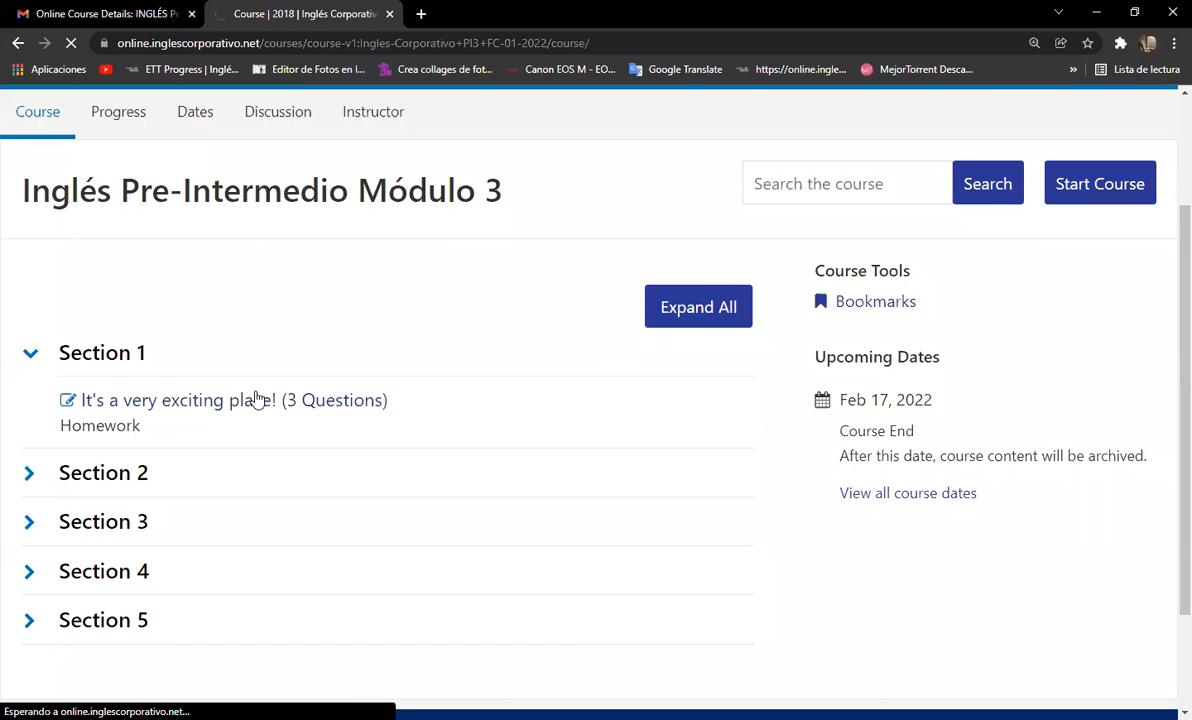 Online Course Details: INGLÉS P
Course | 2018 | Inglés Corporativ
online.inglescorporativo.net/courses/course-v1:Ingles-Corporativo+PI3+FC-01-2022/course/
Aplicaciones
ETT Progress | Inglé...
Editor de Fotos en l...
Crea collages de fot...
Canon EOS M - EO...
Google Translate
https://online.ingle...
MejorTorrent Desca...
»
Lista de lectura
Course
Progress
Dates
Discussion
Instructor
Inglés Pre-Intermedio Módulo 3
Search the course
Search
Start Course
Expand All
Section 1
It's a very exciting place! (3 Questions)
Homework
Section 2
Section 3
Section 4
Section 5
Course Tools
Bookmarks
Upcoming Dates
Feb 17, 2022
Course End
After this date, course content will be archived.
View all course dates
Esperando a online.inglescorporativo.net...